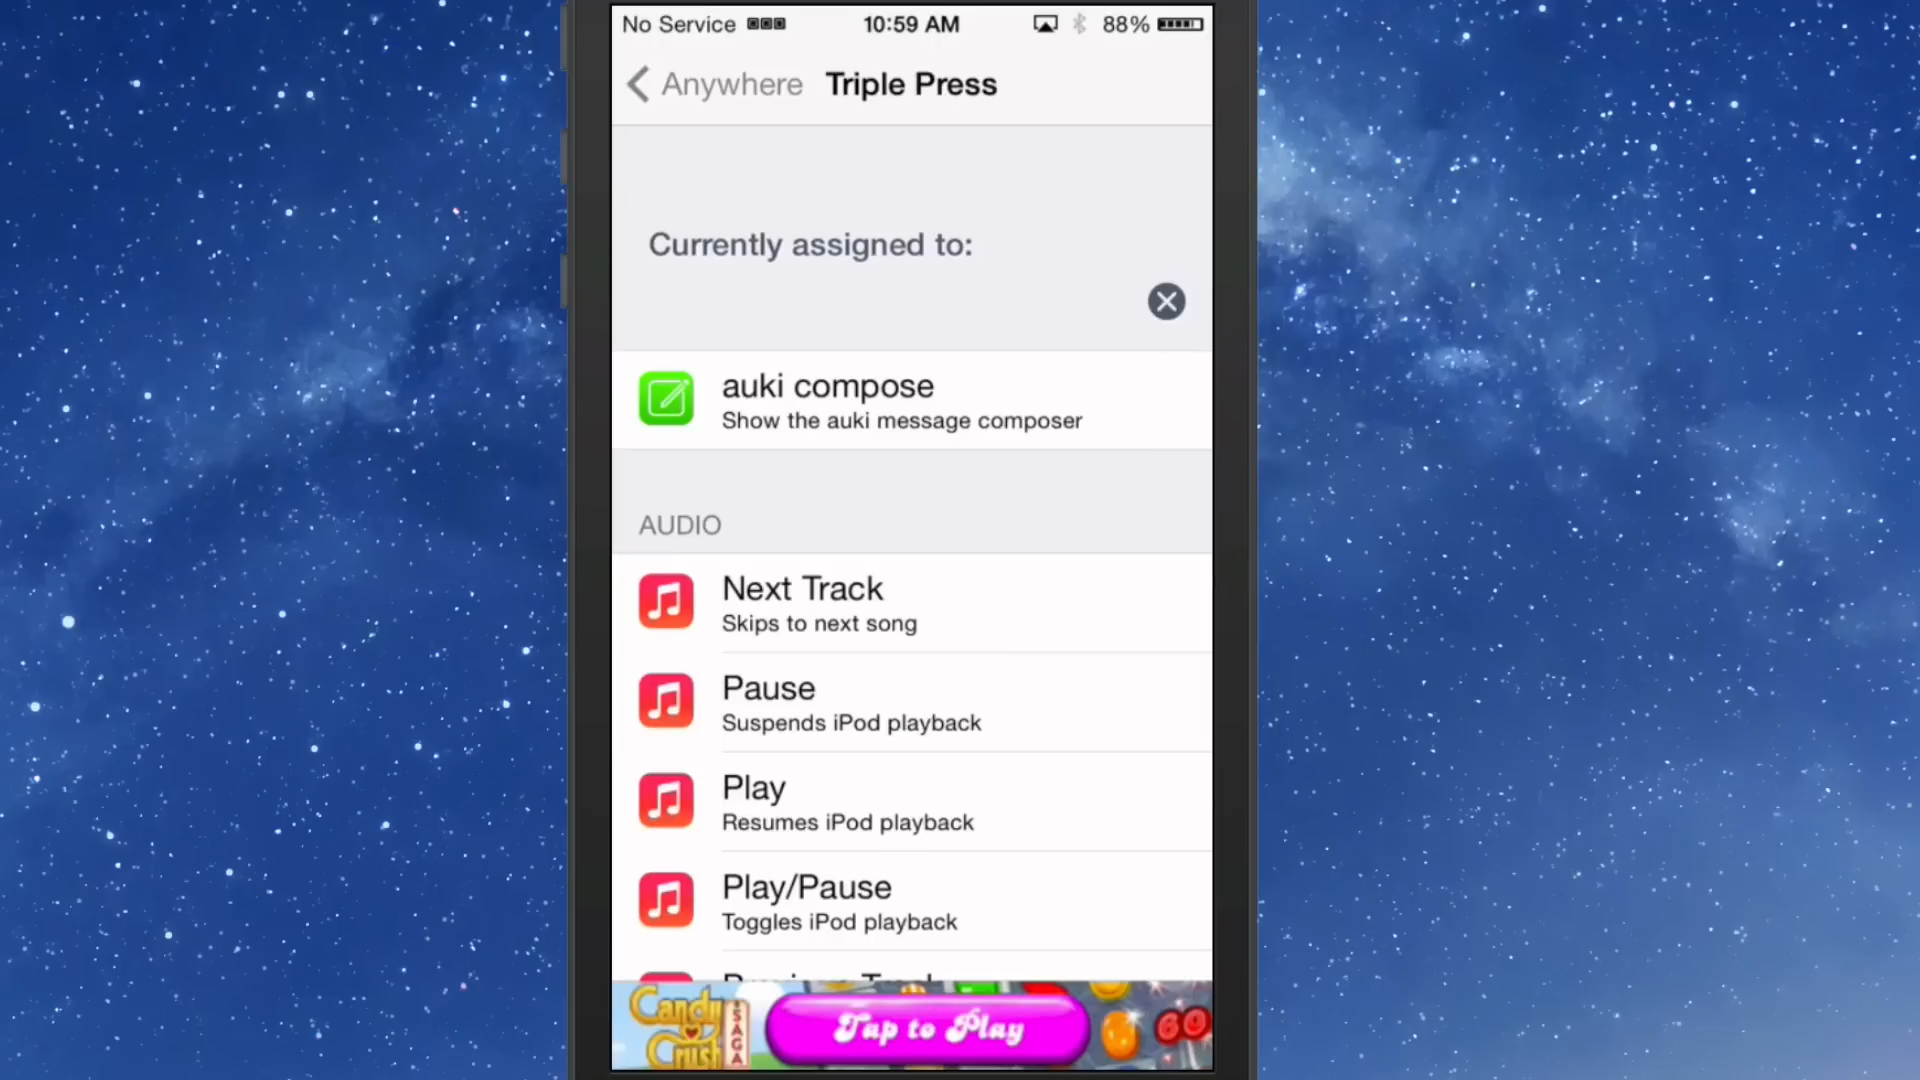 No Service 10:59 AM 88%
Anywhere Triple Press
Currently assigned to:
auki compose
Show the auki message composer
AUDIO
Next Track
Skips to next song
Pause
Suspends iPod playback
Play
Resumes iPod playback
Play/Pause
Toggles iPod playback
Previous Track
Candy Crush SAGA
Tap to Play
60